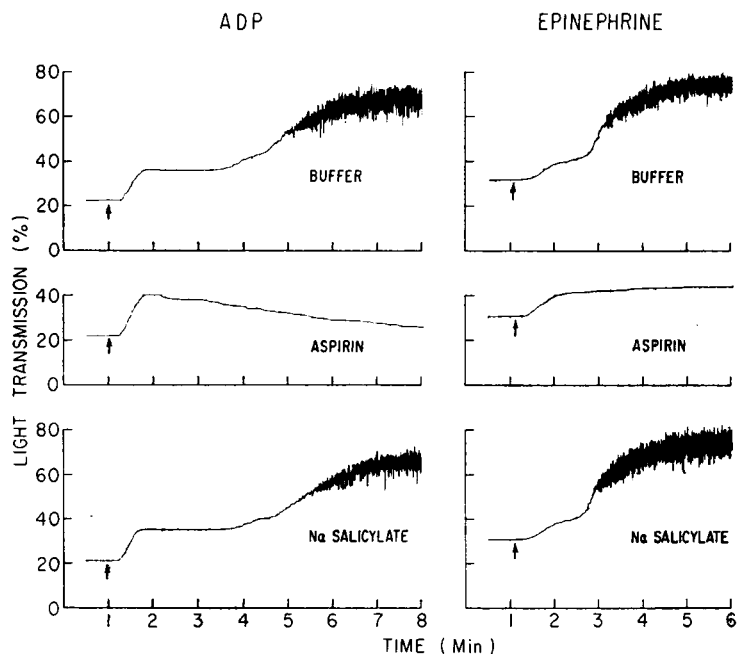 ADP
EPINEPHRINE
80
60
40
20
0
BUFFER
BUFFER
40
20
0
ASPIRIN
ASPIRIN
80
60
40
20
0
Na SALICYLATE
Na SALICYLATE
1 2 3 4 5 6 7 8
1 2 3 4 5 6
LIGHT TRANSMISSION (%)
TIME (Min)